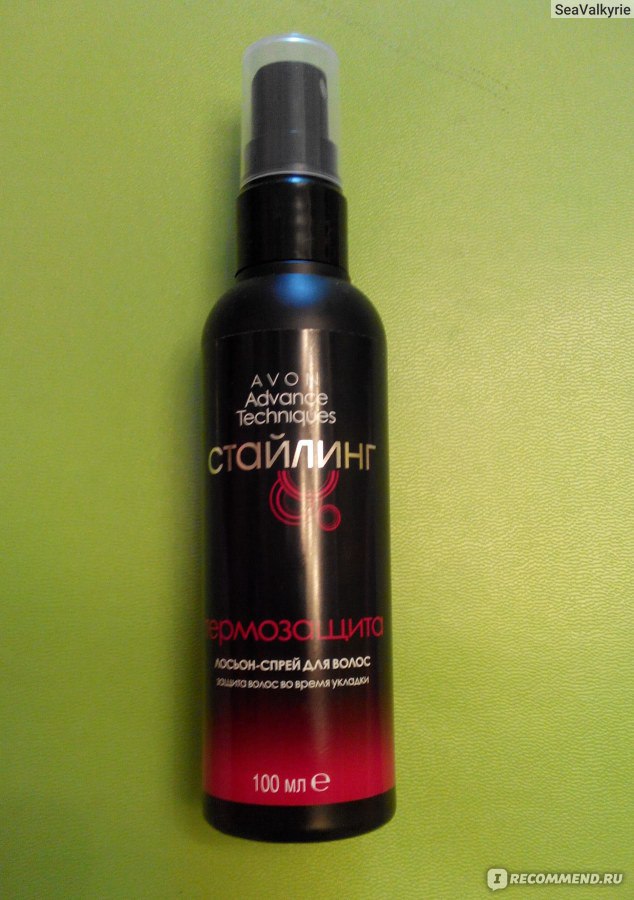 SeaValkyrie
AVON
Advance
Techniques
стайлинг
термозащита
ЛОСЬОН-СПРЕЙ ДЛЯ ВОЛОС
защита волос во время укладки
100 мл ℮
I RECOMMEND.RU